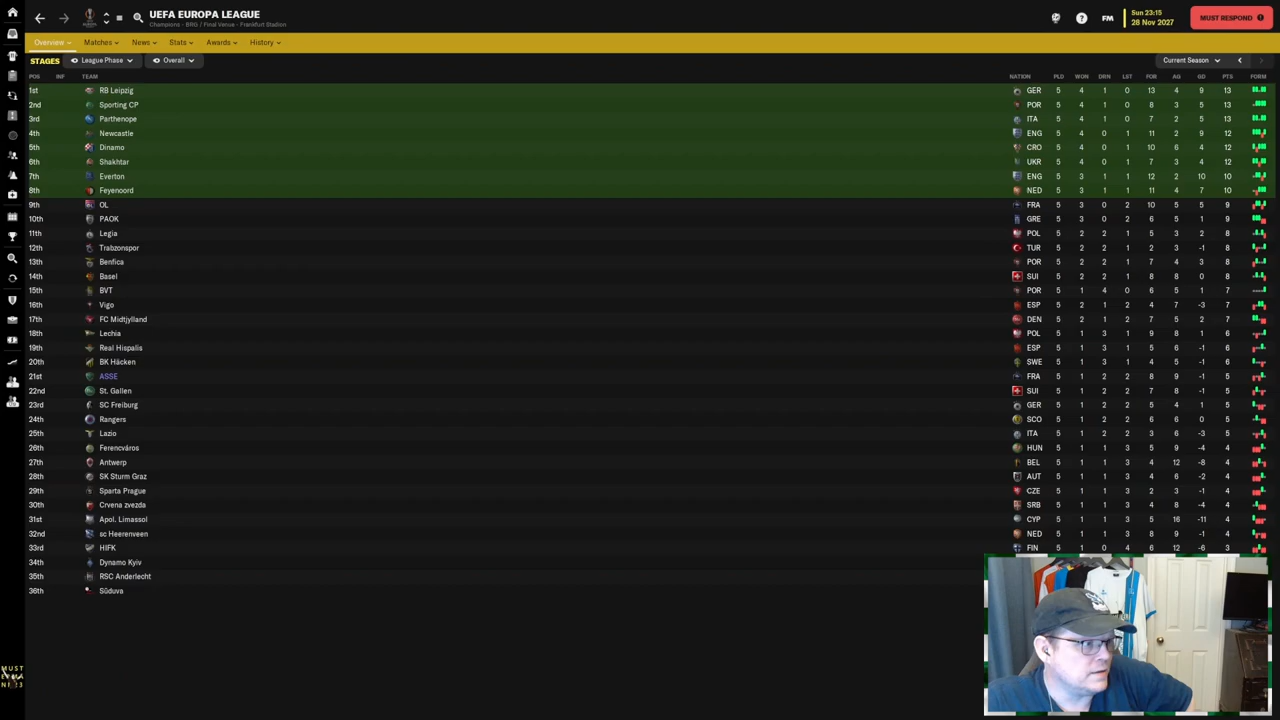 UEFA EUROPA LEAGUE
Champions - BRG / Final Venue - Frankfurt Stadion
FM
Sun 23:15
28 Nov 2027
MUST RESPOND
Overview Matches News Stats Awards History
STAGES League Phase Overall Current Season
POS INF TEAM NATION PLD WON DRN LST FOR AG GD PTS FORM
1st RB Leipzig GER 5 4 1 0 13 4 9 13
2nd Sporting CP POR 5 4 1 0 8 3 5 13
3rd Parthenope ITA 5 4 1 0 7 2 5 13
4th Newcastle ENG 5 4 0 1 11 2 9 12
5th Dinamo CRO 5 4 0 1 10 6 4 12
6th Shakhtar UKR 5 4 0 1 7 3 4 12
7th Everton ENG 5 3 1 1 12 2 10 10
8th Feyenoord NED 5 3 1 1 11 4 7 10
9th OL FRA 5 3 0 2 10 5 5 9
10th PAOK GRE 5 3 0 2 6 5 1 9
11th Legia POL 5 2 2 1 5 3 2 8
12th Trabzonspor TUR 5 2 2 1 2 3 -1 8
13th Benfica POR 5 2 2 1 7 4 3 8
14th Basel SUI 5 2 2 1 8 8 0 8
15th BVT POR 5 1 4 0 6 5 1 7
16th Vigo ESP 5 2 1 2 4 7 -3 7
17th FC Midtjylland DEN 5 2 1 2 7 5 2 7
18th Lechia POL 5 1 3 1 9 8 1 6
19th Real Hispalis ESP 5 1 3 1 5 6 -1 6
20th BK Häcken SWE 5 1 3 1 4 5 -1 6
21st ASSE FRA 5 1 2 2 8 9 -1 5
22nd St. Gallen SUI 5 1 2 2 7 8 -1 5
23rd SC Freiburg GER 5 1 2 2 5 4 1 5
24th Rangers SCO 5 1 2 2 6 6 0 5
25th Lazio ITA 5 1 2 2 3 6 -3 5
26th Ferencváros HUN 5 1 1 3 5 9 -4 4
27th Antwerp BEL 5 1 1 3 4 12 -8 4
28th SK Sturm Graz AUT 5 1 1 3 4 6 -2 4
29th Sparta Prague CZE 5 1 1 3 2 3 -1 4
30th Crvena zvezda SRB 5 1 1 3 4 8 -4 4
31st Apol. Limassol CYP 5 1 1 3 5 16 -11 4
32nd sc Heerenveen NED 5 1 1 3 8 9 -1 4
33rd HIFK FIN 5 1 0 4 6 12 -6 3
34th Dynamo Kyiv
35th RSC Anderlecht
36th Sūduva